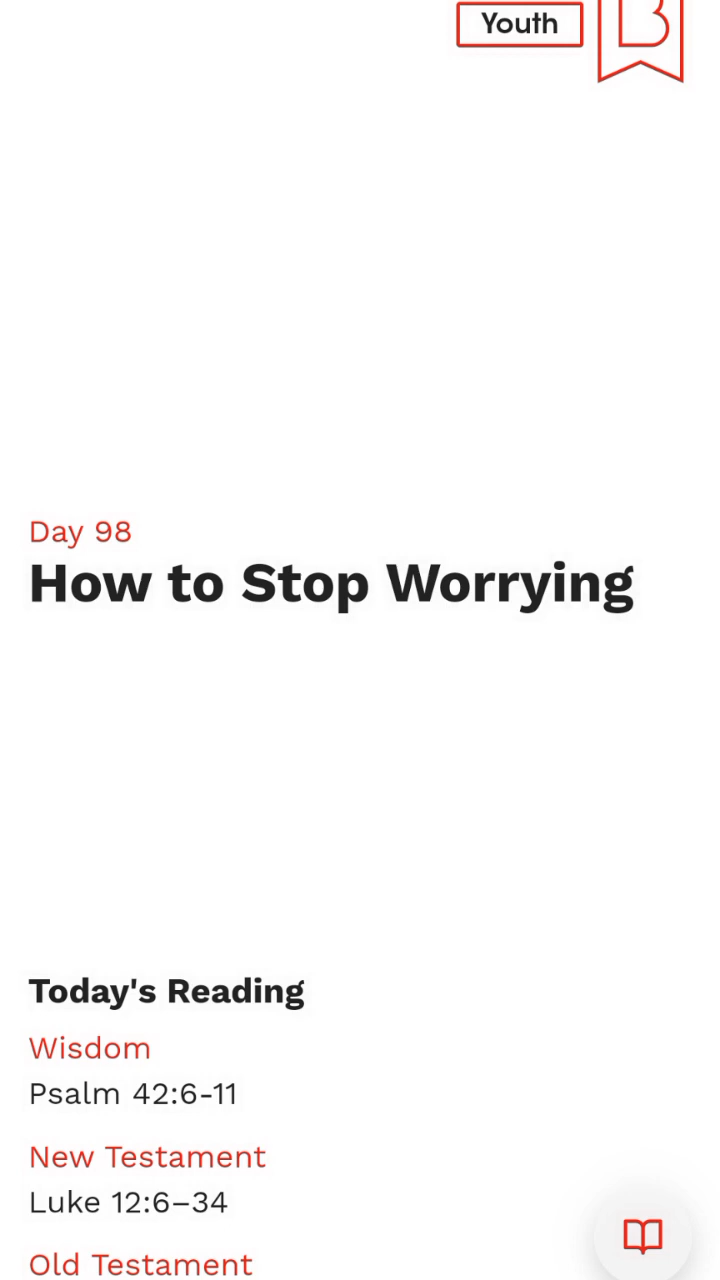 Youth
B
Day 98
How to Stop Worrying
Today's Reading
Wisdom
Psalm 42:6-11
New Testament
Luke 12:6–34
Old Testament